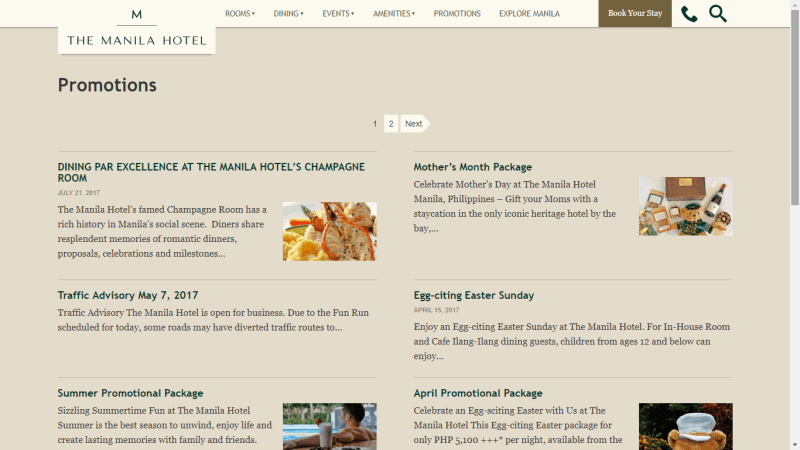 M
THE MANILA HOTEL
ROOMS ▾ DINING ▾ EVENTS ▾ AMENITIES ▾ PROMOTIONS EXPLORE MANILA
Book Your Stay
Promotions
1 2 Next
DINING PAR EXCELLENCE AT THE MANILA HOTEL'S CHAMPAGNE
ROOM
JULY 21, 2017
The Manila Hotel's famed Champagne Room has a
rich history in Manila's social scene.  Diners share
resplendent memories of romantic dinners,
proposals, celebrations and milestones...
Mother's Month Package
Celebrate Mother's Day at The Manila Hotel
Manila, Philippines – Gift your Moms with a
staycation in the only iconic heritage hotel by the
bay,...
Traffic Advisory May 7, 2017
Traffic Advisory The Manila Hotel is open for business. Due to the Fun Run
scheduled for today, some roads may have diverted traffic routes to...
Egg-citing Easter Sunday
APRIL 15, 2017
Enjoy an Egg-citing Easter Sunday at The Manila Hotel. For In-House Room
and Cafe Ilang-Ilang dining guests, children from ages 12 and below can
enjoy...
Summer Promotional Package
Sizzling Summertime Fun at The Manila Hotel
Summer is the best season to unwind, enjoy life and
create lasting memories with family and friends.
April Promotional Package
Celebrate an Egg-sciting Easter with Us at The
Manila Hotel This Egg-citing Easter package for
only PHP 5,100 +++* per night, available from the